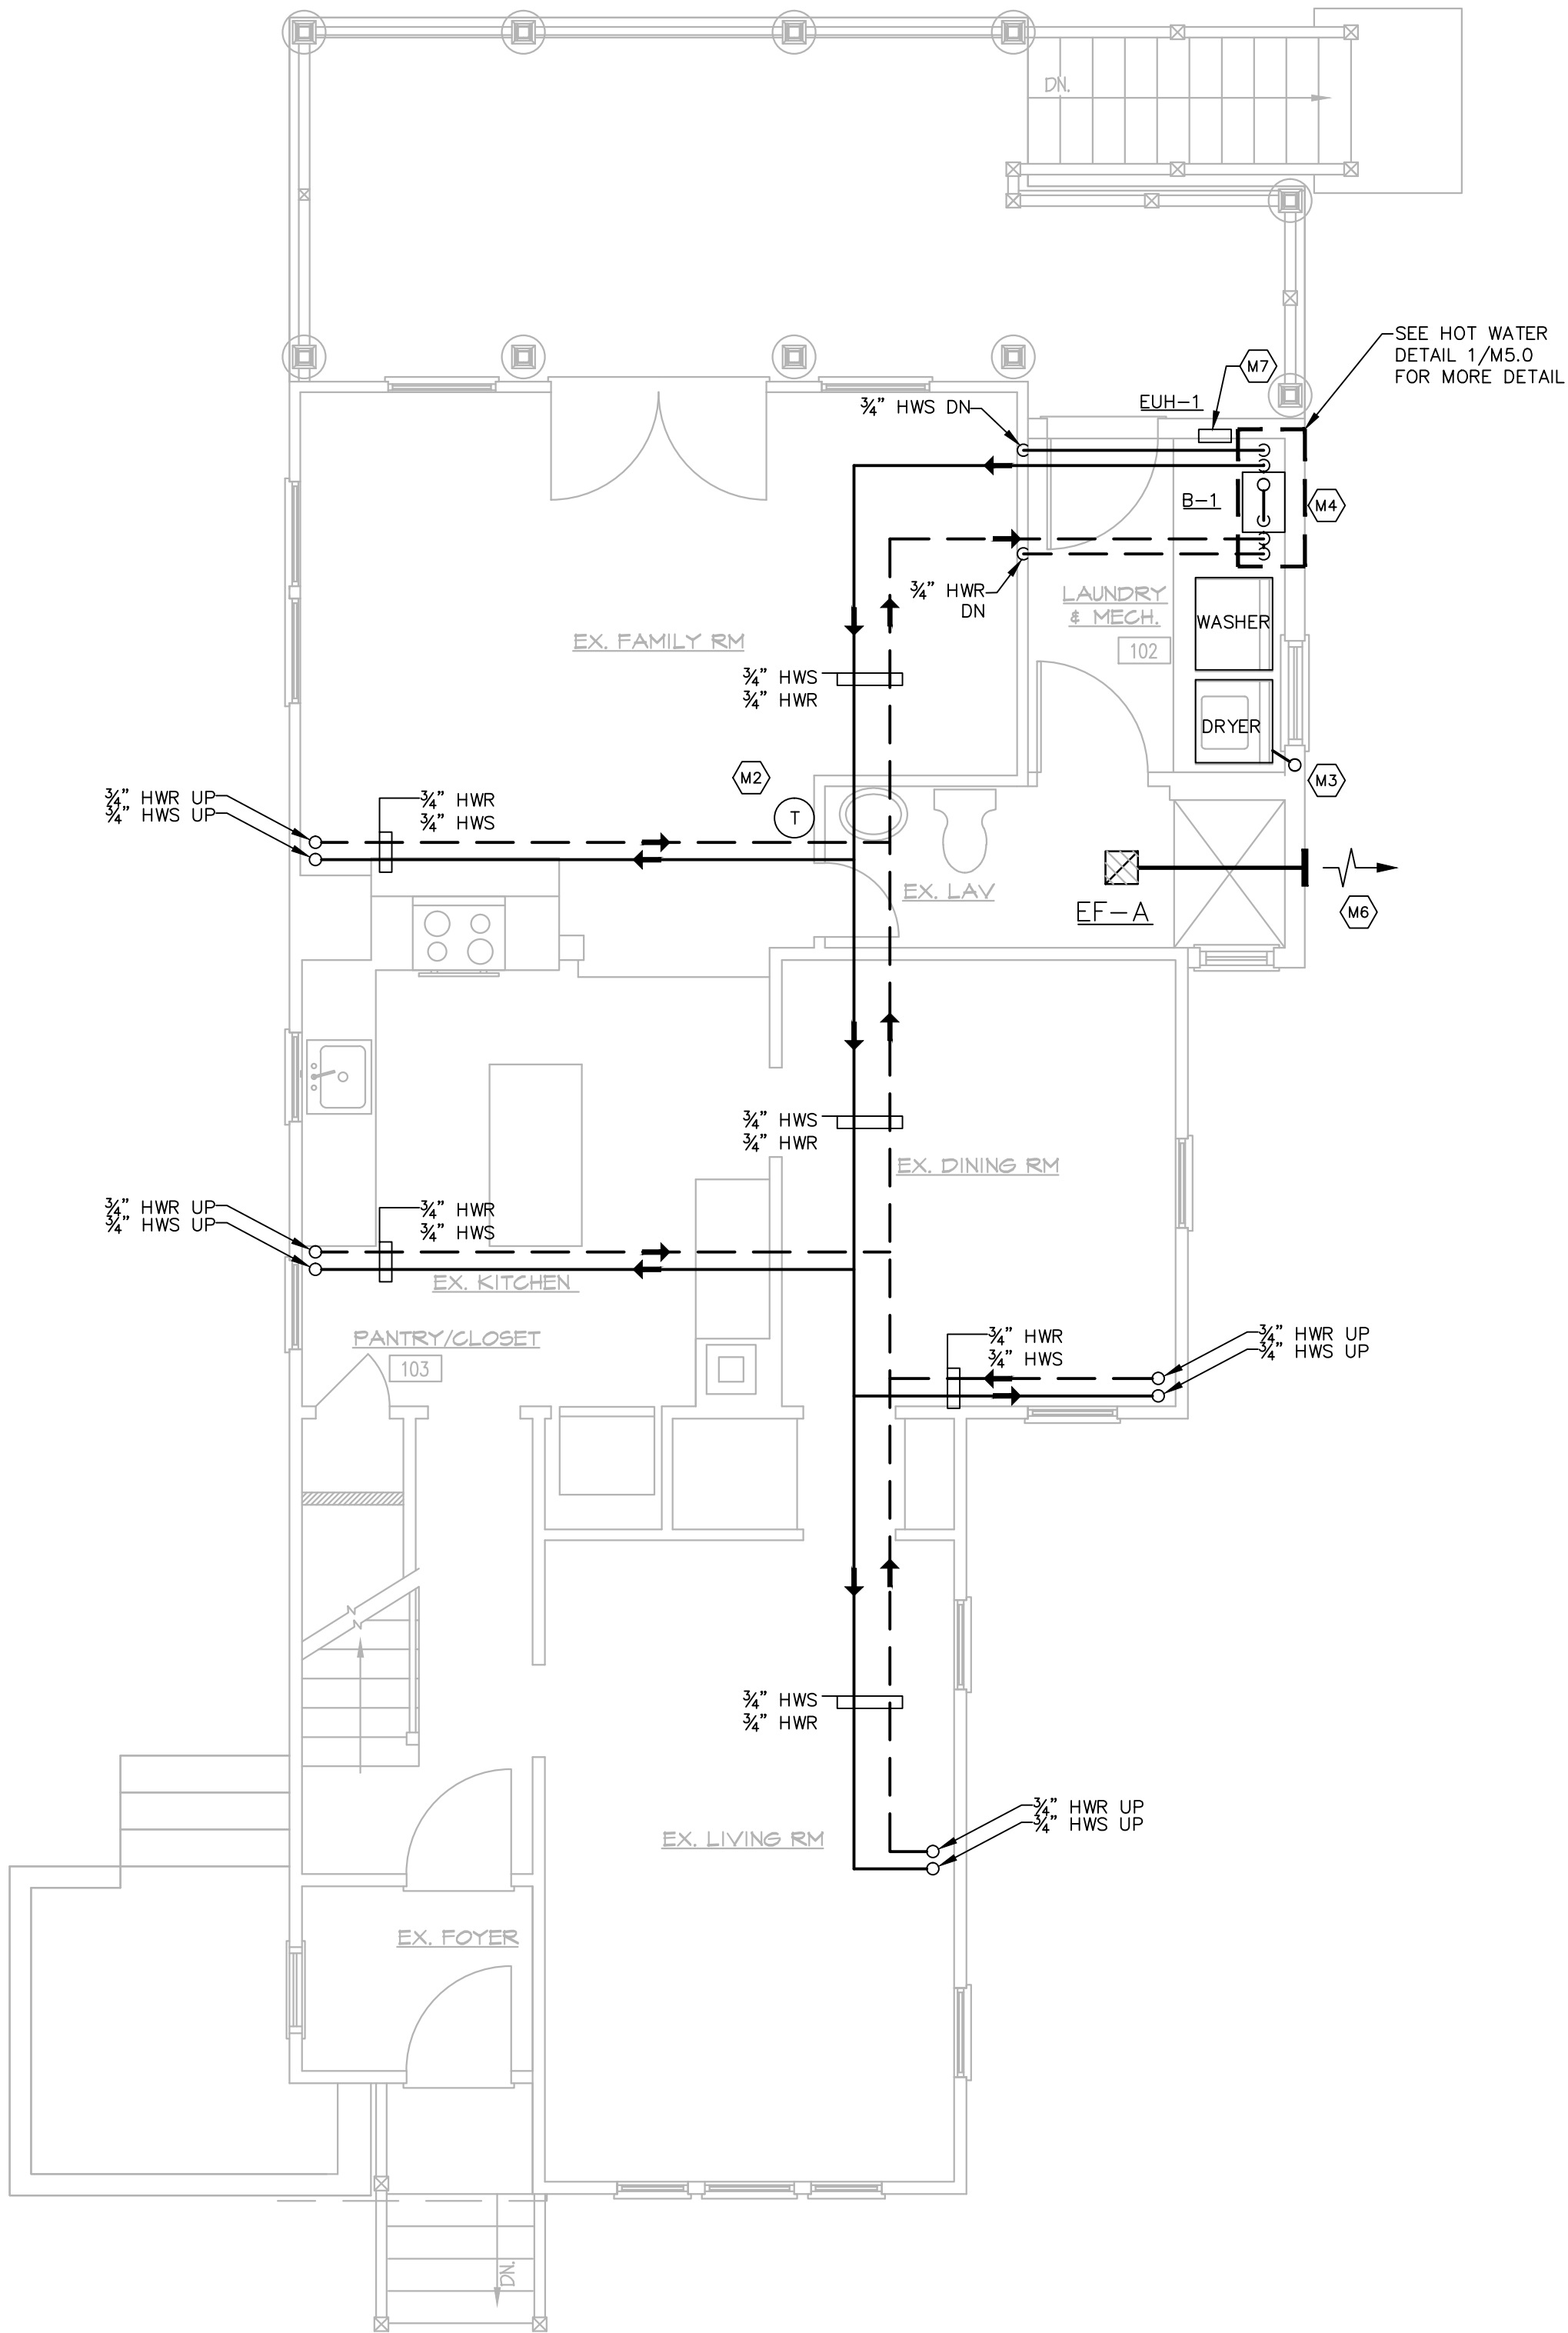 DN.
SEE HOT WATER
DETAIL 1/M5.0
FOR MORE DETAIL
M7
EUH-1
¾" HWS DN
B-1
M4
¾" HWR
DN
LAUNDRY
& MECH.
102
WASHER
EX. FAMILY RM
¾" HWS
¾" HWR
DRYER
M2
M3
¾" HWR UP
¾" HWS UP
¾" HWR
¾" HWS
T
EX. LAV
EF-A
M6
¾" HWS
¾" HWR
EX. DINING RM
¾" HWR UP
¾" HWS UP
¾" HWR
¾" HWS
EX. KITCHEN
PANTRY/CLOSET
103
¾" HWR
¾" HWS
¾" HWR UP
¾" HWS UP
¾" HWS
¾" HWR
¾" HWR UP
¾" HWS UP
EX. LIVING RM
EX. FOYER
DN.